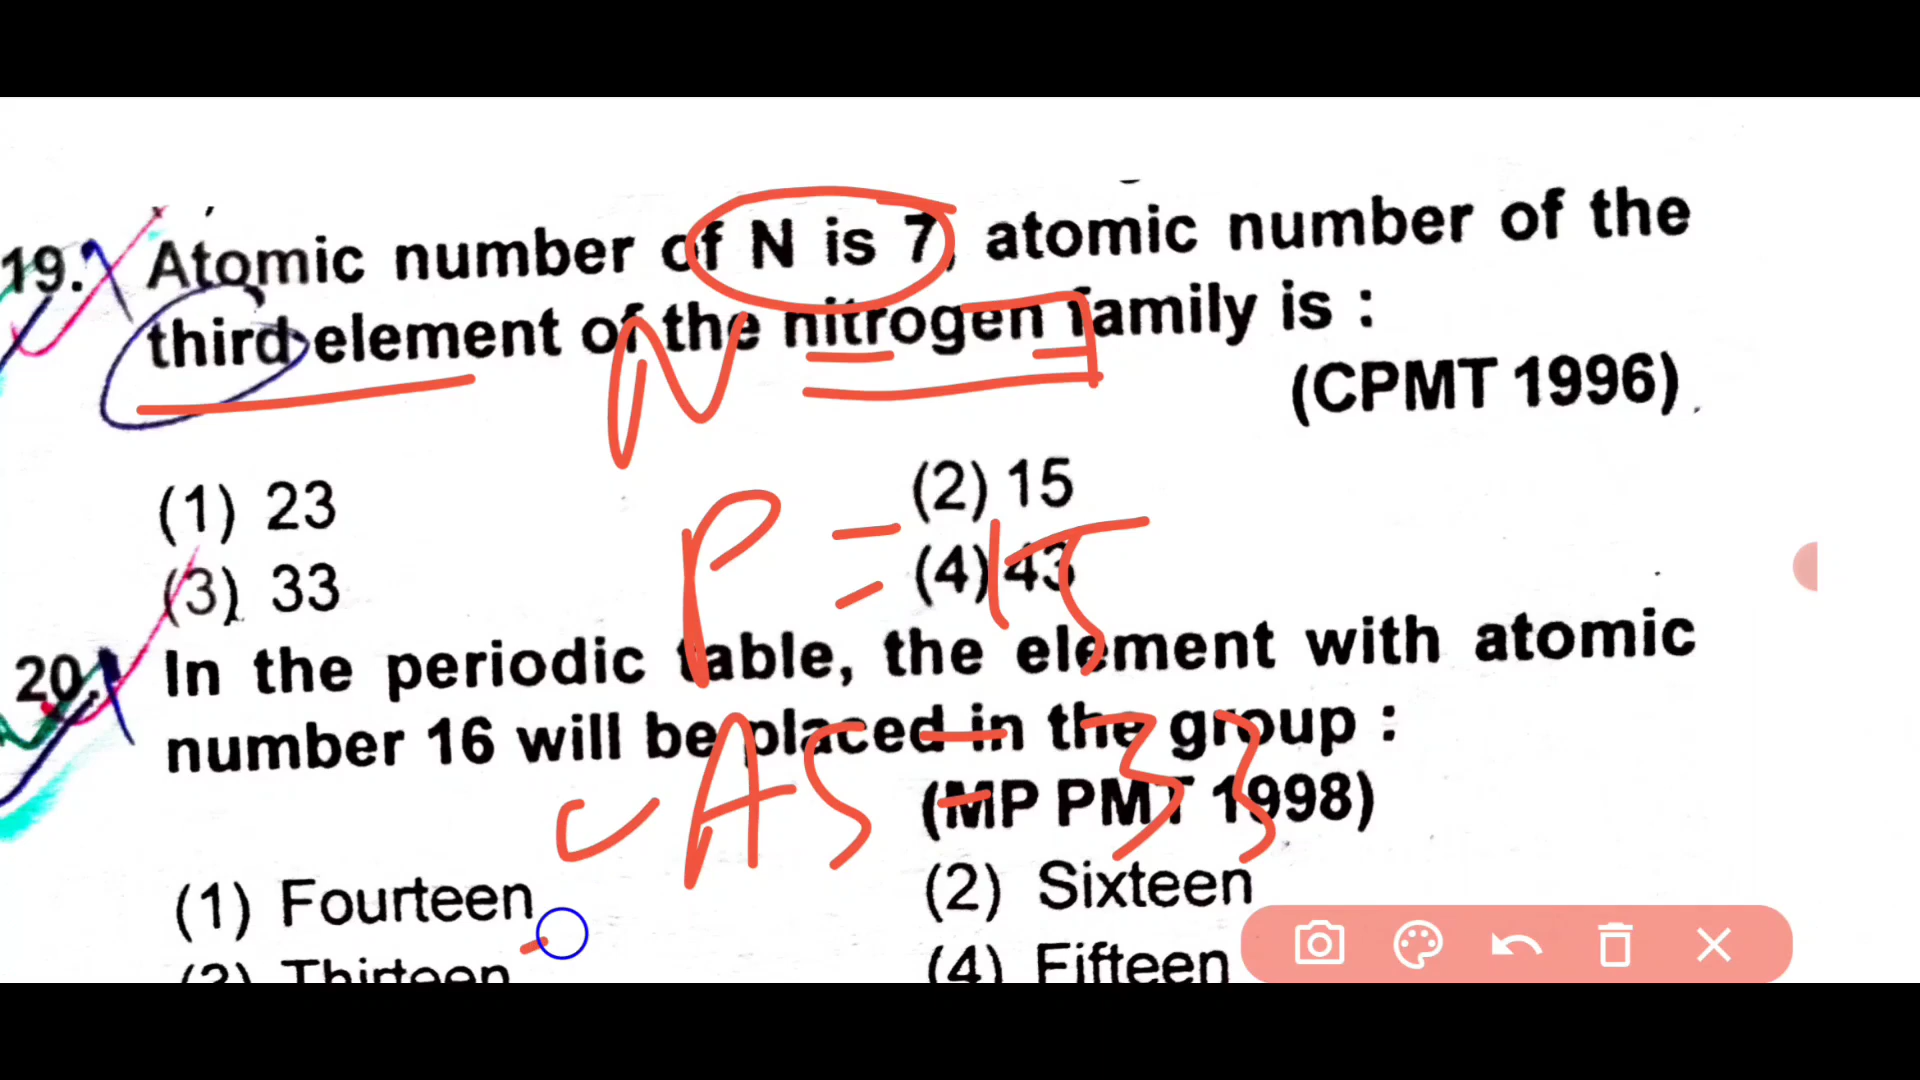 19. Atomic number of N is 7, atomic number of the
third element of the nitrogen family is :
(CPMT 1996)
N
(1) 23 (2) 15
P = 15
(3) 33 (4) 43
20. In the periodic table, the element with atomic
number 16 will be placed in the group :
As = 33
(MP PMT 1998)
(1) Fourteen (2) Sixteen
(3) Thirteen (4) Fifteen